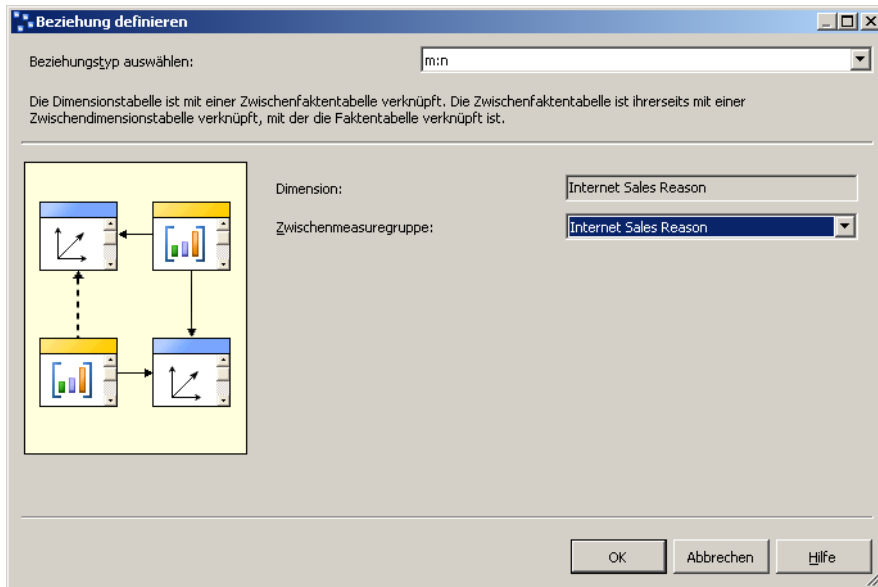 Beziehung definieren
Beziehungstyp auswählen:
m:n
Die Dimensionstabelle ist mit einer Zwischenfaktentabelle verknüpft. Die Zwischenfaktentabelle ist ihrerseits mit einer
Zwischendimensionstabelle verknüpft, mit der die Faktentabelle verknüpft ist.
Dimension:
Internet Sales Reason
Zwischenmeasuregruppe:
Internet Sales Reason
OK
Abbrechen
Hilfe